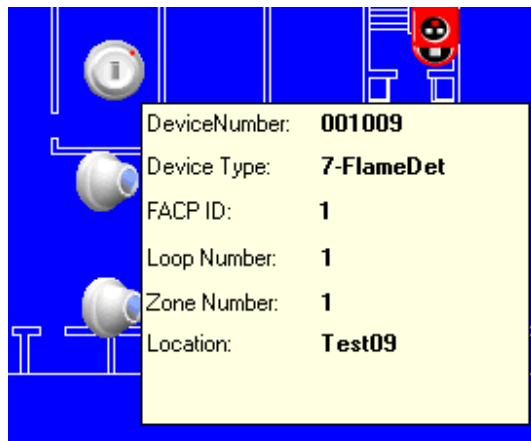 DeviceNumber: 001009
Device Type: 7-FlameDet
FACP ID: 1
Loop Number: 1
Zone Number: 1
Location: Test09